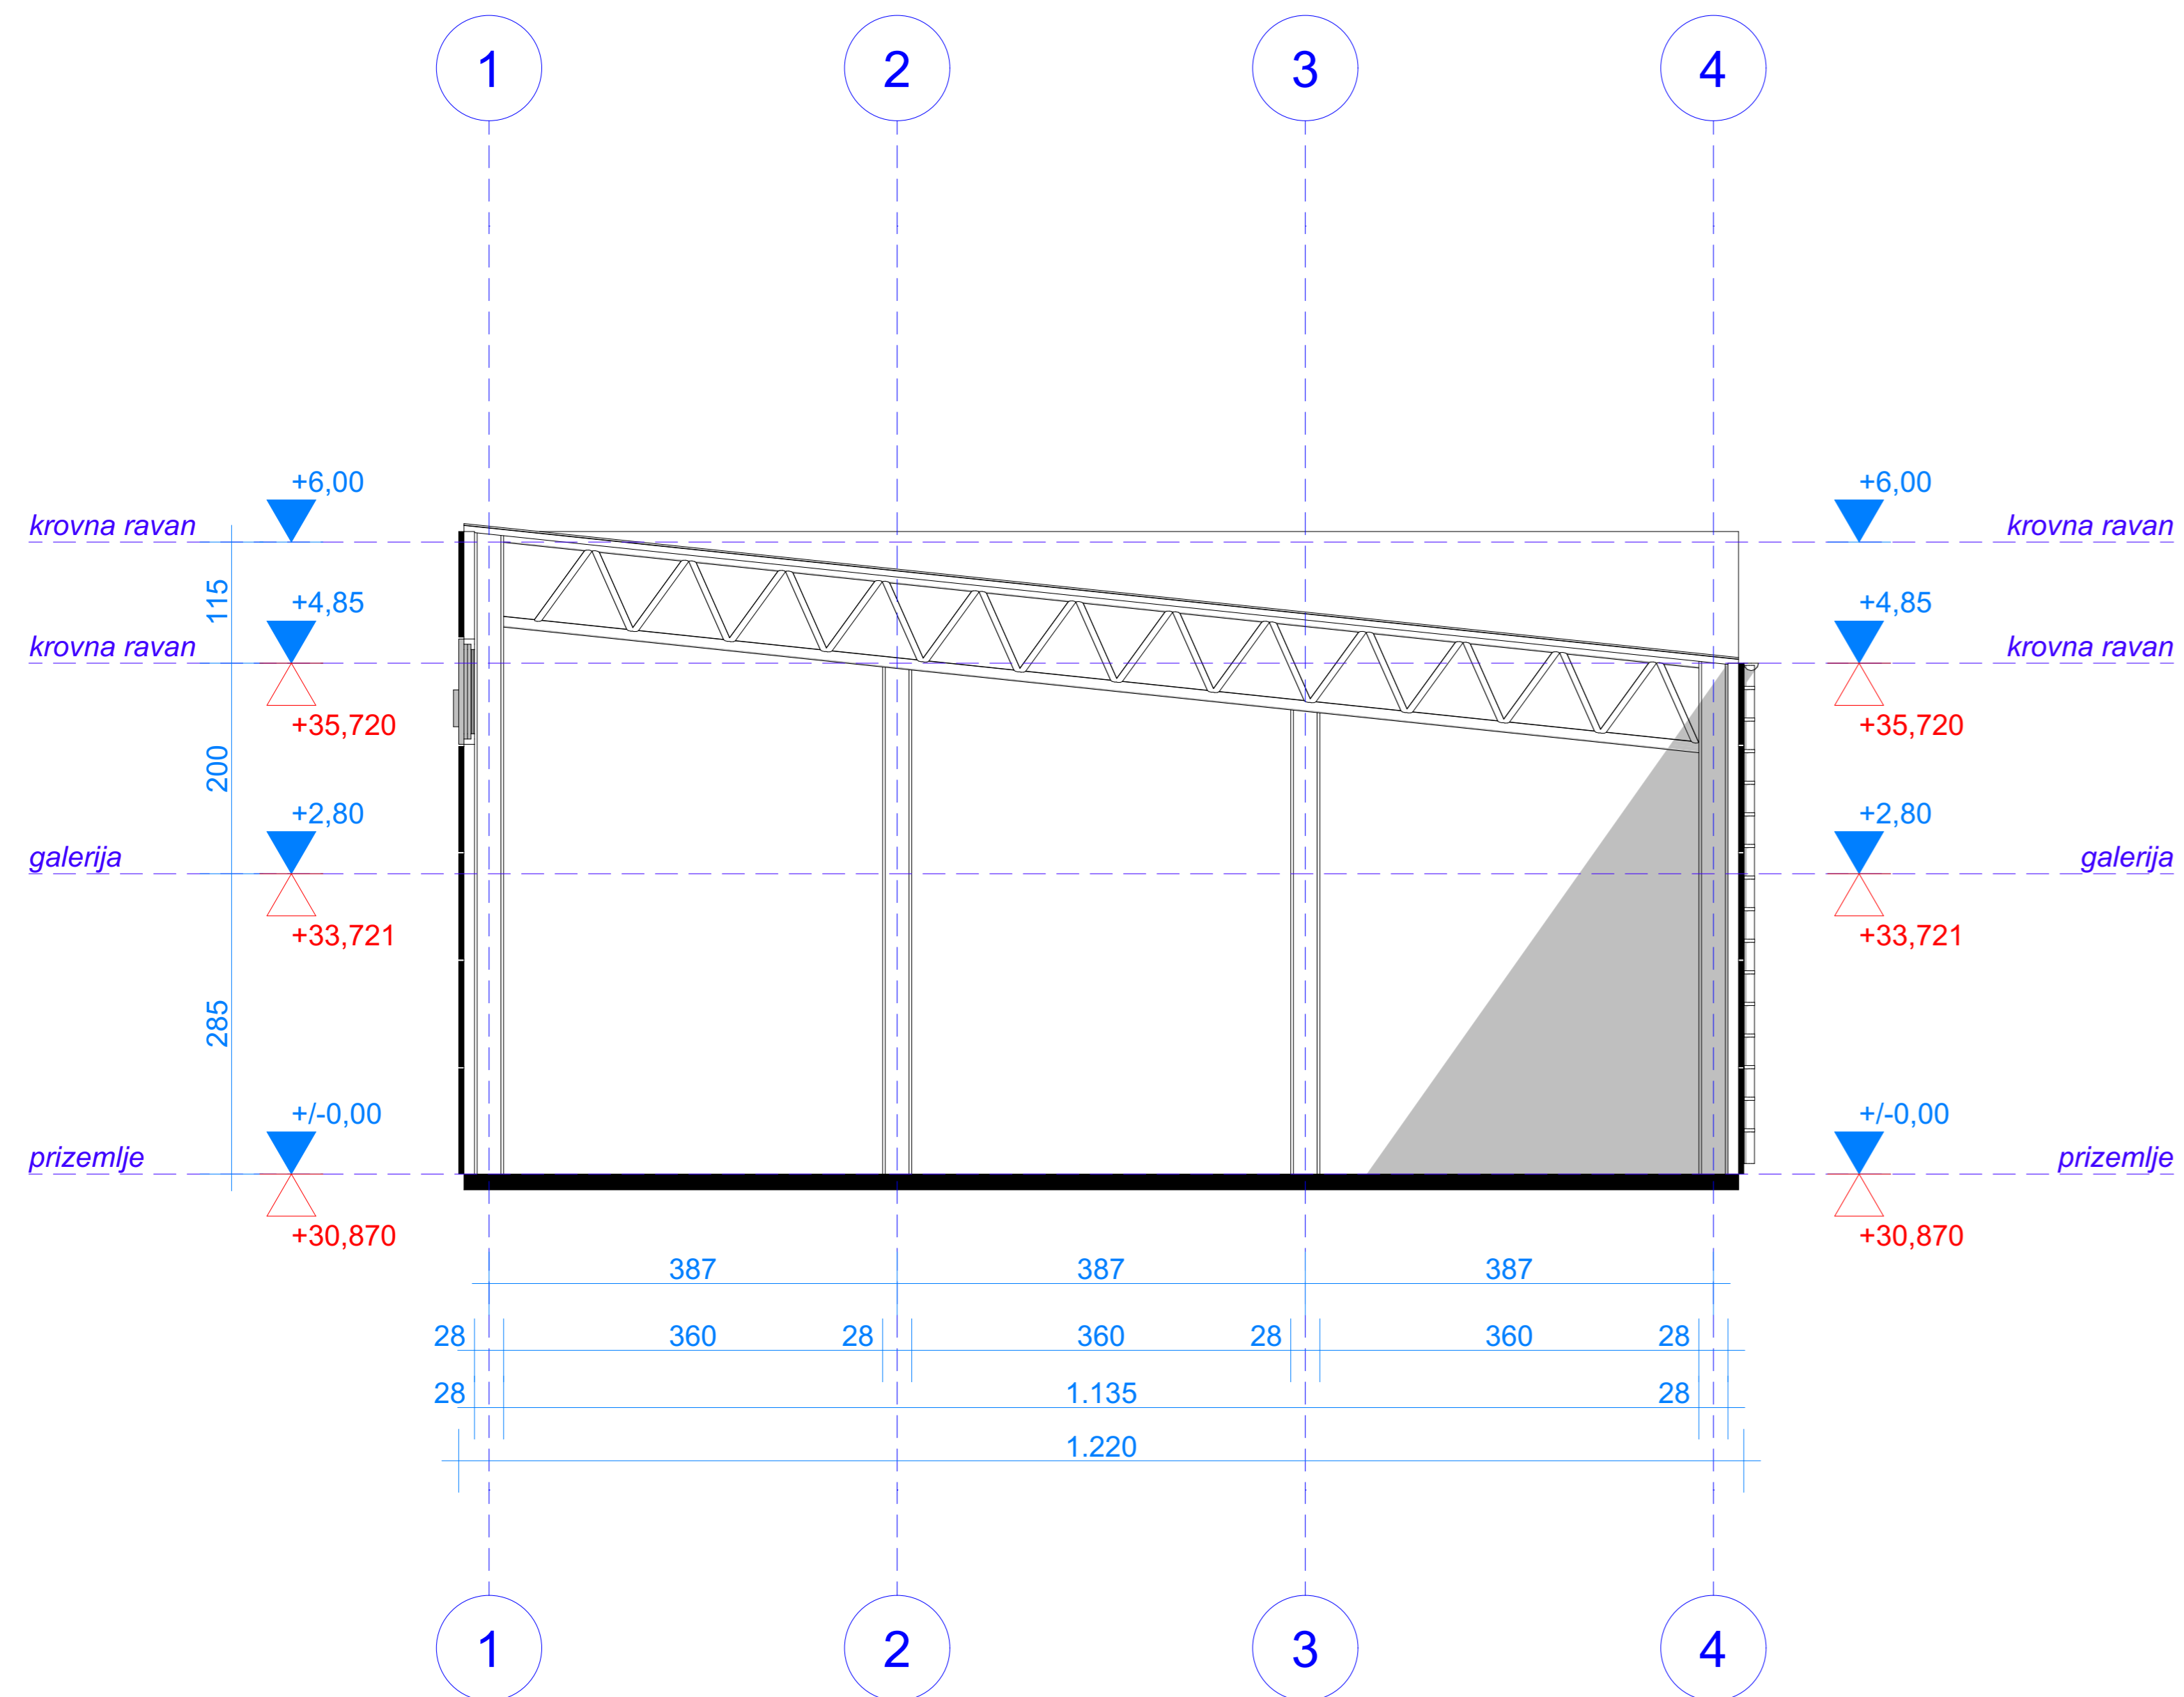 1 2 3 4
+6,00 +6,00
krovna ravan krovna ravan
115
+4,85 +4,85
krovna ravan krovna ravan
+35,720 +35,720
200
+2,80 +2,80
galerija galerija
+33,721 +33,721
285
+/-0,00 +/-0,00
prizemlje prizemlje
+30,870 +30,870
387 387 387
28 360 28 360 28 360 28
28 1.135 28
1.220
1 2 3 4